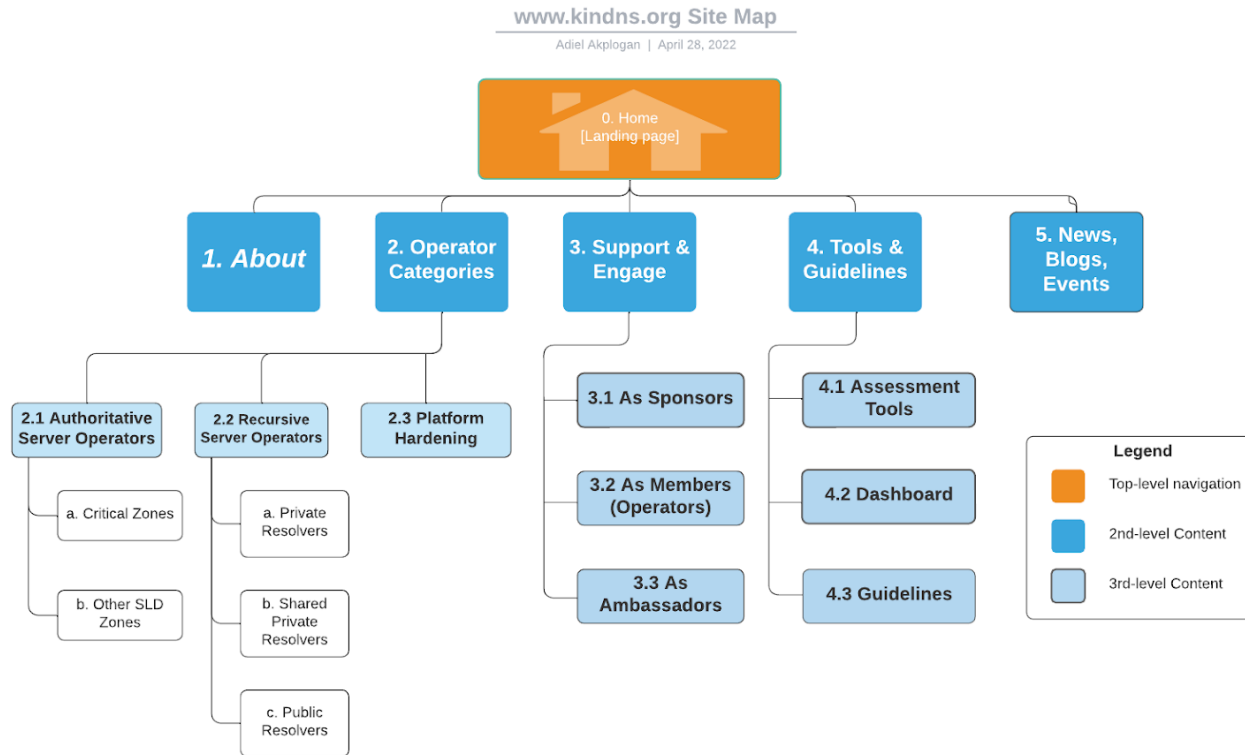 www.kindns.org Site Map
Adiel Akplogan | April 28, 2022
0. Home
[Landing page]
1. About
2. Operator
Categories
3. Support &
Engage
4. Tools &
Guidelines
5. News,
Blogs,
Events
2.1 Authoritative
Server Operators
2.2 Recursive
Server Operators
2.3 Platform
Hardening
a. Critical Zones
b. Other SLD
Zones
a. Private
Resolvers
b. Shared
Private
Resolvers
c. Public
Resolvers
3.1 As Sponsors
3.2 As Members
(Operators)
3.3 As
Ambassadors
4.1 Assessment
Tools
4.2 Dashboard
4.3 Guidelines
Legend
Top-level navigation
2nd-level Content
3rd-level Content